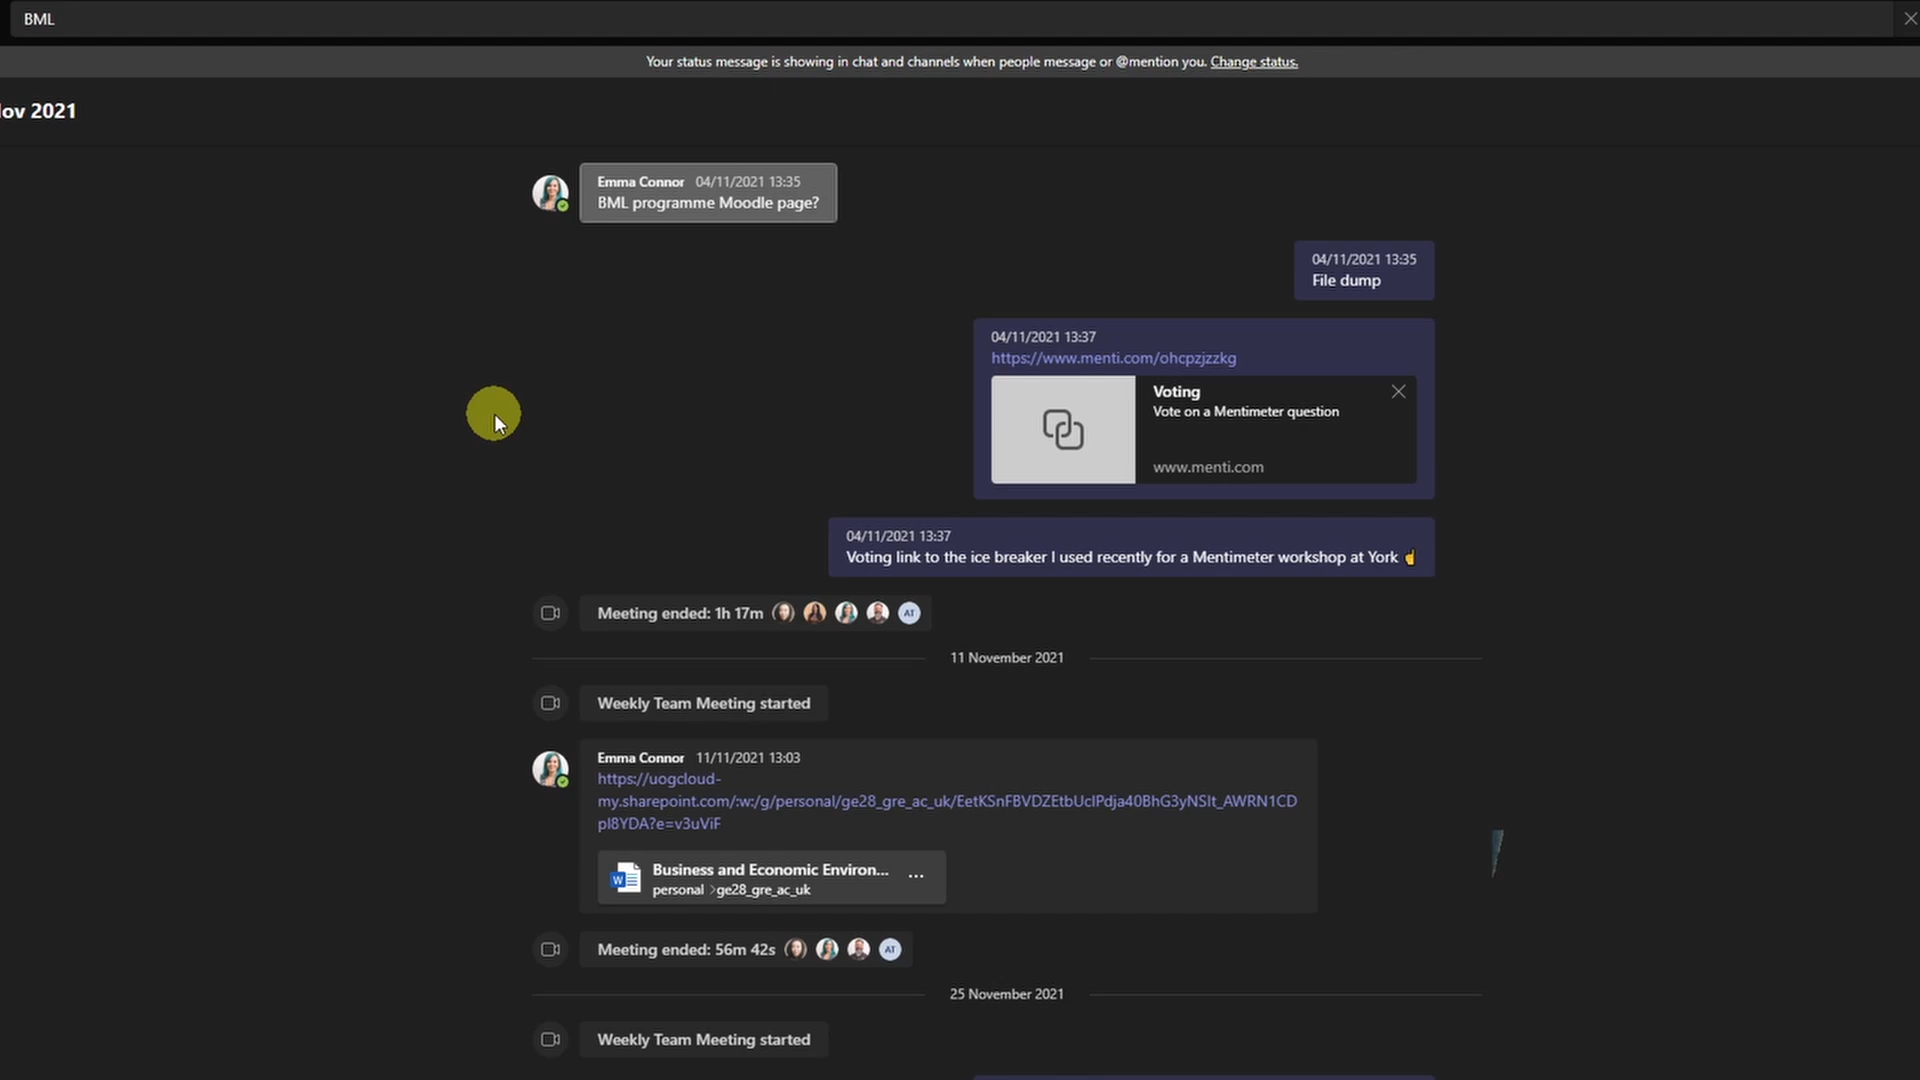 BML
Your status message is showing in chat and channels when people message or @mention you. Change status.
ov 2021
Emma Connor 04/11/2021 13:35
BML programme Moodle page?
04/11/2021 13:35
File dump
04/11/2021 13:37
https://www.menti.com/ohcpzjzzkg
Voting
Vote on a Mentimeter question
www.menti.com
04/11/2021 13:37
Voting link to the ice breaker I used recently for a Mentimeter workshop at York ☝
Meeting ended: 1h 17m AT
11 November 2021
Weekly Team Meeting started
Emma Connor 11/11/2021 13:03
https://uogcloud-
my.sharepoint.com/:w:/g/personal/ge28_gre_ac_uk/EetKSnFBVDZEtbUcIPdja40BhG3yNSIt_AWRN1CD
pI8YDA?e=v3uViF
Business and Economic Environ... ...
personal >ge28_gre_ac_uk
Meeting ended: 56m 42s AT
25 November 2021
Weekly Team Meeting started